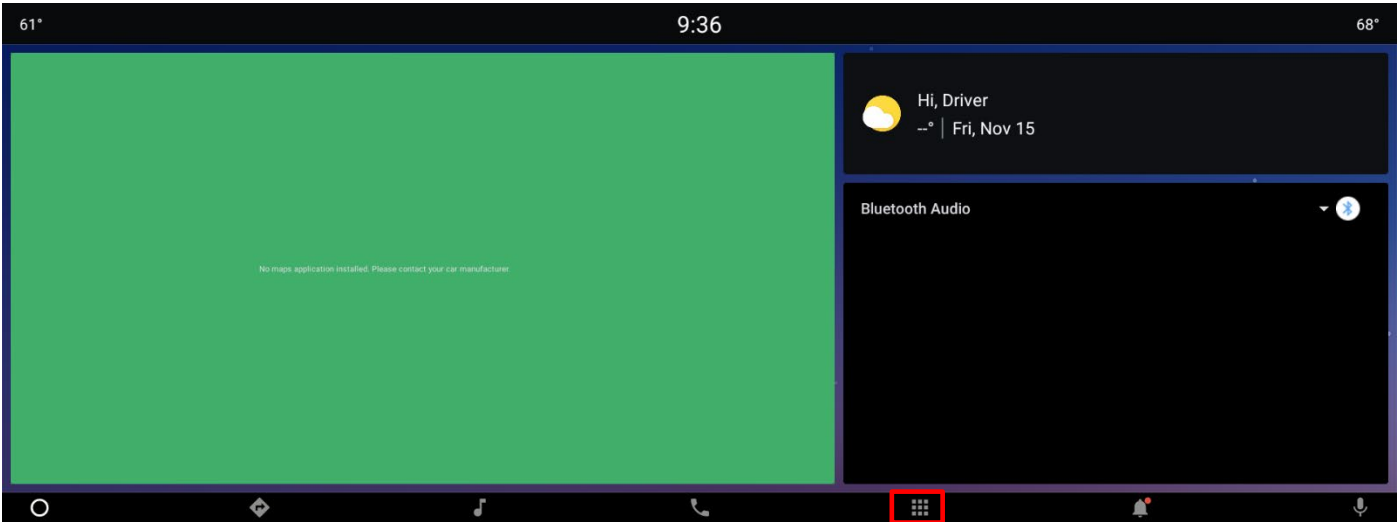 61°
9:36
68°
Hi, Driver
--° | Fri, Nov 15
Bluetooth Audio
No maps application installed. Please contact your car manufacturer.